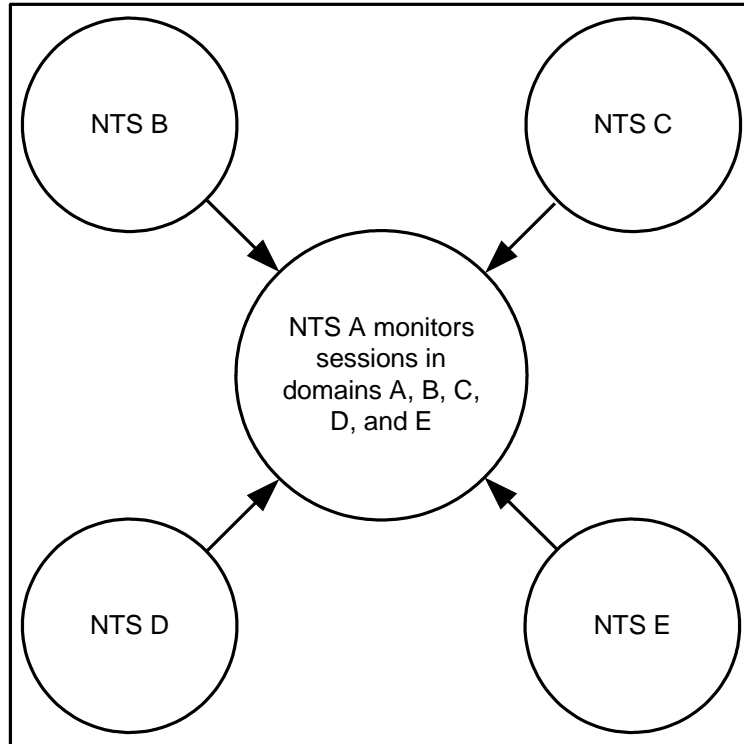 NTS B
NTS C
NTS A monitors
sessions in
domains A, B, C,
D, and E
NTS D
NTS E